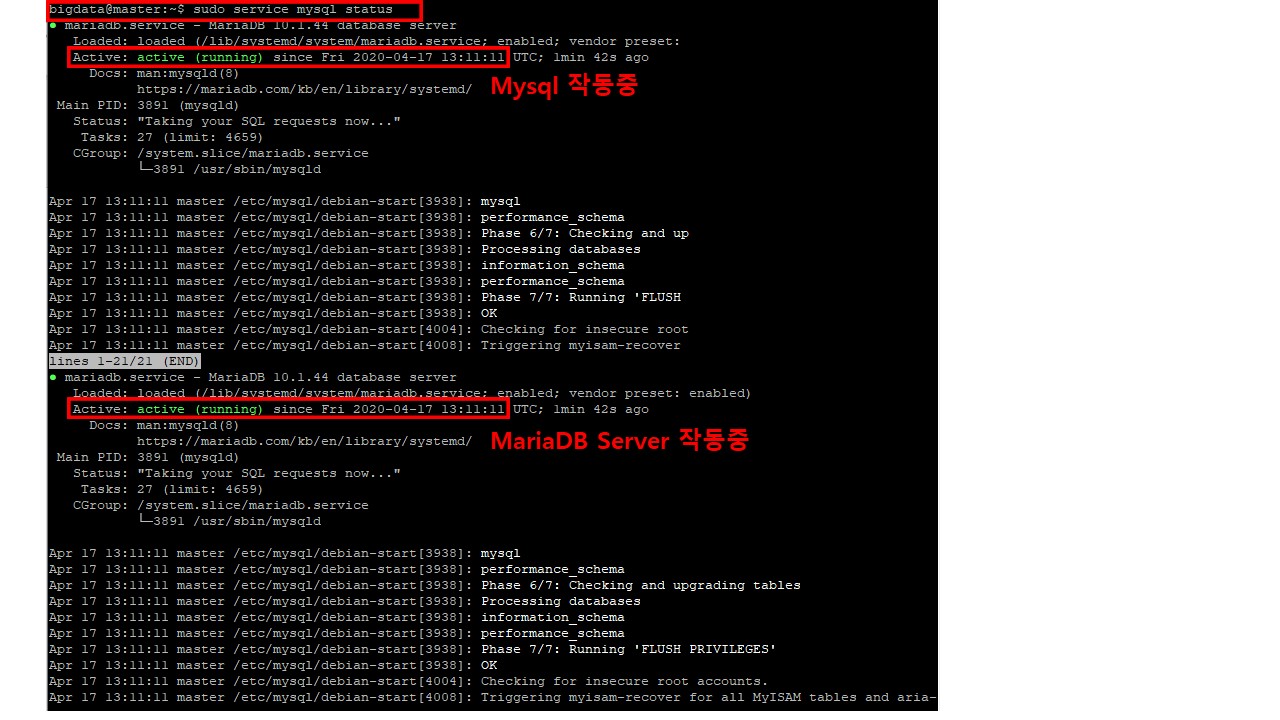 bigdata@master:~$ sudo service mysql status
● mariadb.service - MariaDB 10.1.44 database server
Loaded: loaded (/lib/systemd/system/mariadb.service; enabled; vendor preset:
Active: active (running) since Fri 2020-04-17 13:11:11 UTC; 1min 42s ago
Docs: man:mysqld(8)
https://mariadb.com/kb/en/library/systemd/
Mysql 작동중
Main PID: 3891 (mysqld)
Status: "Taking your SQL requests now..."
Tasks: 27 (limit: 4659)
CGroup: /system.slice/mariadb.service
└─3891 /usr/sbin/mysqld
Apr 17 13:11:11 master /etc/mysql/debian-start[3938]: mysql
Apr 17 13:11:11 master /etc/mysql/debian-start[3938]: performance_schema
Apr 17 13:11:11 master /etc/mysql/debian-start[3938]: Phase 6/7: Checking and up
Apr 17 13:11:11 master /etc/mysql/debian-start[3938]: Processing databases
Apr 17 13:11:11 master /etc/mysql/debian-start[3938]: information_schema
Apr 17 13:11:11 master /etc/mysql/debian-start[3938]: performance_schema
Apr 17 13:11:11 master /etc/mysql/debian-start[3938]: Phase 7/7: Running 'FLUSH
Apr 17 13:11:11 master /etc/mysql/debian-start[3938]: OK
Apr 17 13:11:11 master /etc/mysql/debian-start[4004]: Checking for insecure root
Apr 17 13:11:11 master /etc/mysql/debian-start[4008]: Triggering myisam-recover
lines 1-21/21 (END)
● mariadb.service - MariaDB 10.1.44 database server
Loaded: loaded (/lib/systemd/system/mariadb.service; enabled; vendor preset: enabled)
Active: active (running) since Fri 2020-04-17 13:11:11 UTC; 1min 42s ago
Docs: man:mysqld(8)
https://mariadb.com/kb/en/library/systemd/
MariaDB Server 작동중
Main PID: 3891 (mysqld)
Status: "Taking your SQL requests now..."
Tasks: 27 (limit: 4659)
CGroup: /system.slice/mariadb.service
└─3891 /usr/sbin/mysqld
Apr 17 13:11:11 master /etc/mysql/debian-start[3938]: mysql
Apr 17 13:11:11 master /etc/mysql/debian-start[3938]: performance_schema
Apr 17 13:11:11 master /etc/mysql/debian-start[3938]: Phase 6/7: Checking and upgrading tables
Apr 17 13:11:11 master /etc/mysql/debian-start[3938]: Processing databases
Apr 17 13:11:11 master /etc/mysql/debian-start[3938]: information_schema
Apr 17 13:11:11 master /etc/mysql/debian-start[3938]: performance_schema
Apr 17 13:11:11 master /etc/mysql/debian-start[3938]: Phase 7/7: Running 'FLUSH PRIVILEGES'
Apr 17 13:11:11 master /etc/mysql/debian-start[3938]: OK
Apr 17 13:11:11 master /etc/mysql/debian-start[4004]: Checking for insecure root accounts.
Apr 17 13:11:11 master /etc/mysql/debian-start[4008]: Triggering myisam-recover for all MyISAM tables and aria-